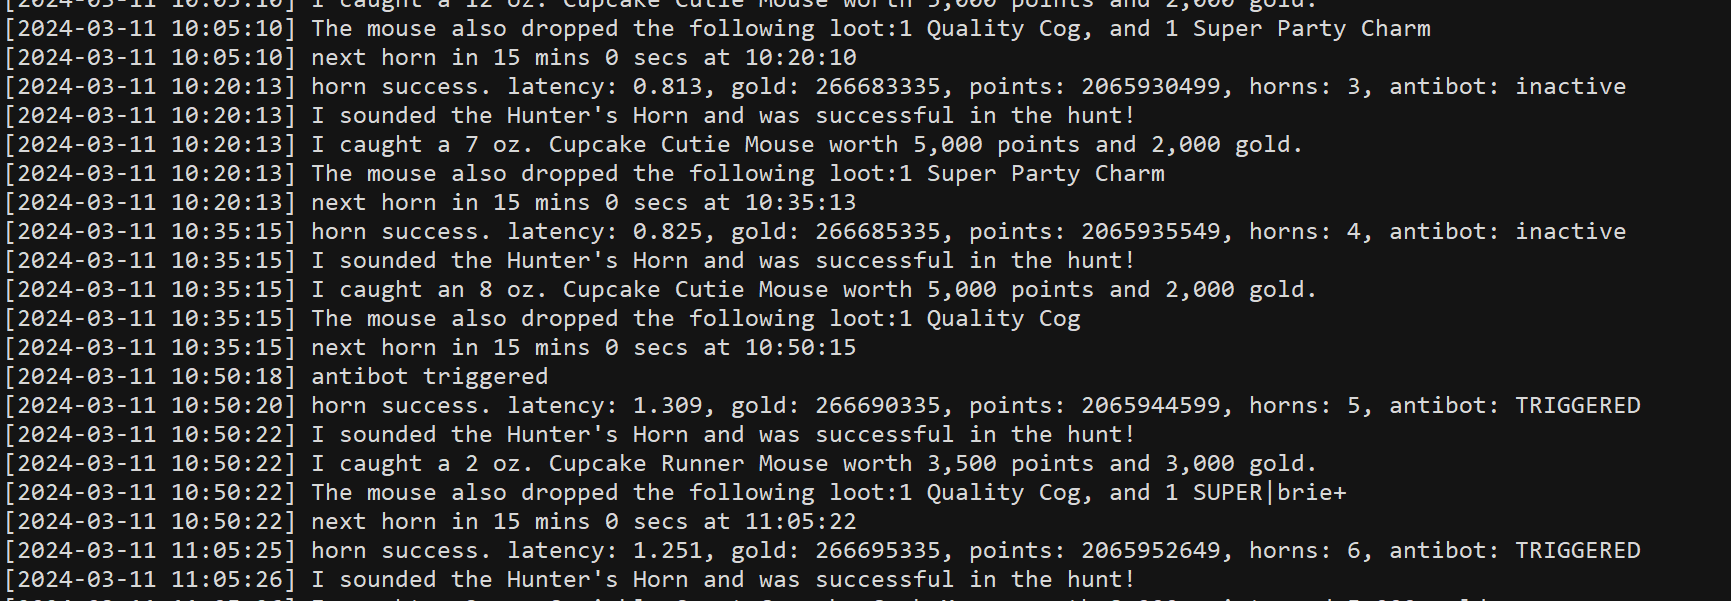 [2024-03-11 10:05:10] I caught a 12 oz. Cupcake Cutie Mouse worth 5,000 points and 2,000 gold.
[2024-03-11 10:05:10] The mouse also dropped the following loot:1 Quality Cog, and 1 Super Party Charm
[2024-03-11 10:05:10] next horn in 15 mins 0 secs at 10:20:10
[2024-03-11 10:20:13] horn success. latency: 0.813, gold: 266683335, points: 2065930499, horns: 3, antibot: inactive
[2024-03-11 10:20:13] I sounded the Hunter's Horn and was successful in the hunt!
[2024-03-11 10:20:13] I caught a 7 oz. Cupcake Cutie Mouse worth 5,000 points and 2,000 gold.
[2024-03-11 10:20:13] The mouse also dropped the following loot:1 Super Party Charm
[2024-03-11 10:20:13] next horn in 15 mins 0 secs at 10:35:13
[2024-03-11 10:35:15] horn success. latency: 0.825, gold: 266685335, points: 2065935549, horns: 4, antibot: inactive
[2024-03-11 10:35:15] I sounded the Hunter's Horn and was successful in the hunt!
[2024-03-11 10:35:15] I caught an 8 oz. Cupcake Cutie Mouse worth 5,000 points and 2,000 gold.
[2024-03-11 10:35:15] The mouse also dropped the following loot:1 Quality Cog
[2024-03-11 10:35:15] next horn in 15 mins 0 secs at 10:50:15
[2024-03-11 10:50:18] antibot triggered
[2024-03-11 10:50:20] horn success. latency: 1.309, gold: 266690335, points: 2065944599, horns: 5, antibot: TRIGGERED
[2024-03-11 10:50:22] I sounded the Hunter's Horn and was successful in the hunt!
[2024-03-11 10:50:22] I caught a 2 oz. Cupcake Runner Mouse worth 3,500 points and 3,000 gold.
[2024-03-11 10:50:22] The mouse also dropped the following loot:1 Quality Cog, and 1 SUPER|brie+
[2024-03-11 10:50:22] next horn in 15 mins 0 secs at 11:05:22
[2024-03-11 11:05:25] horn success. latency: 1.251, gold: 266695335, points: 2065952649, horns: 6, antibot: TRIGGERED
[2024-03-11 11:05:26] I sounded the Hunter's Horn and was successful in the hunt!